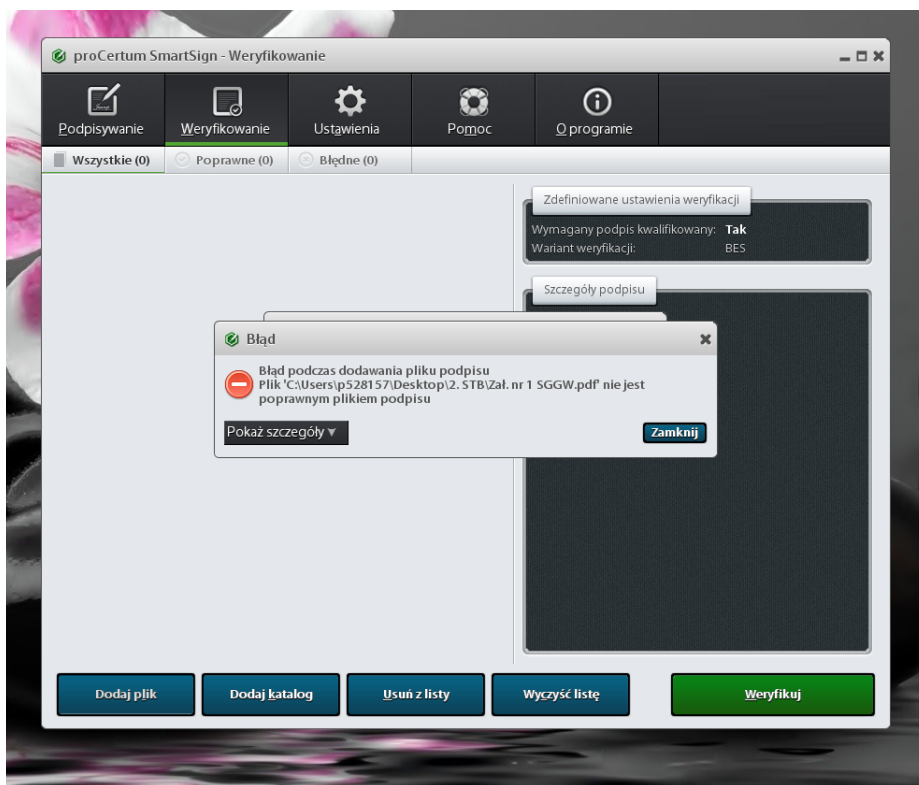 proCertum SmartSign - Weryfikowanie
Podpisywanie
Weryfikowanie
Ustawienia
Pomoc
O programie
Wszystkie (0)
Poprawne (0)
Błędne (0)
Zdefiniowane ustawienia weryfikacji
Wymagany podpis kwalifikowany: Tak
Wariant weryfikacji: BES
Szczegóły podpisu
Błąd
Błąd podczas dodawania pliku podpisu
Plik 'C:\Users\p528157\Desktop\2. STB\Zał. nr 1 SGGW.pdf' nie jest
poprawnym plikiem podpisu
Pokaż szczegóły
Zamknij
Dodaj plik
Dodaj katalog
Usuń z listy
Wyczyść listę
Weryfikuj